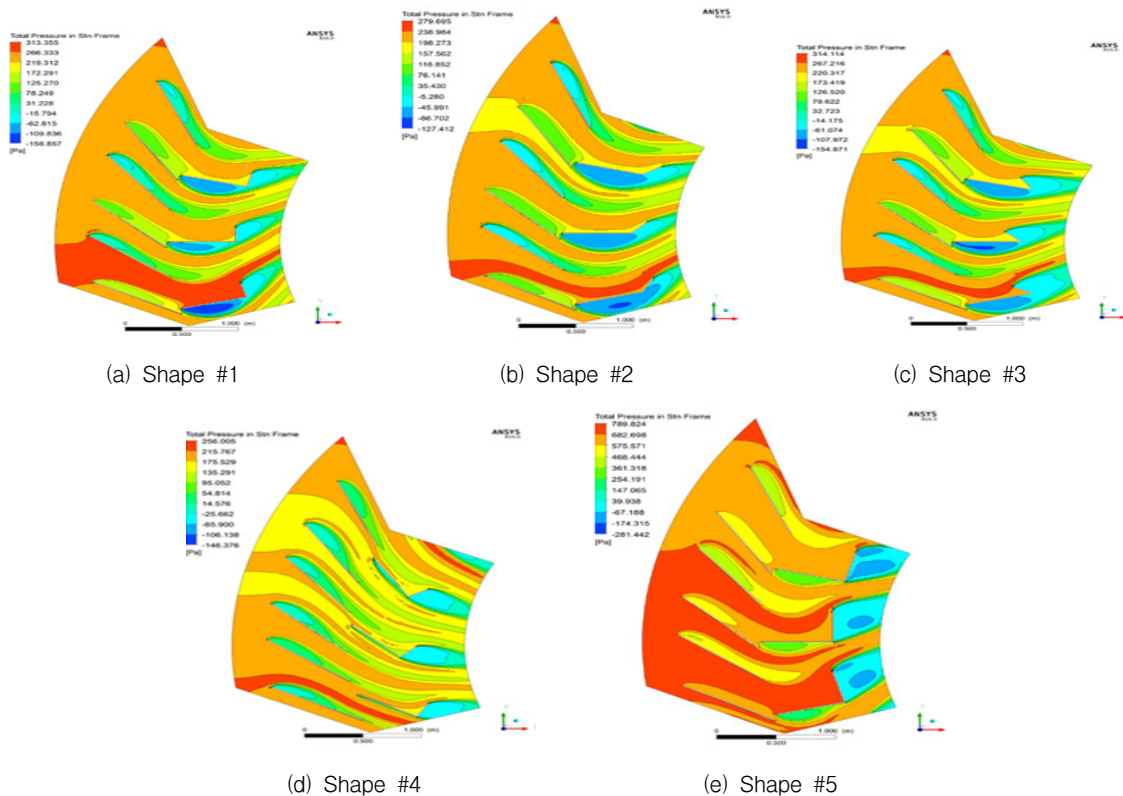 Total Pressure in Stn Frame
313.355
266.333
219.312
172.291
125.270
78.249
31.228
-15.794
-62.815
-109.836
-156.857
[Pa]
ANSYS
0
0.500
1.000 (m)
(a) Shape #1
Total Pressure in Stn Frame
279.695
238.984
198.273
157.562
116.852
76.141
35.430
-5.280
-45.991
-86.702
-127.412
[Pa]
ANSYS
0
0.500
1.000 (m)
(b) Shape #2
Total Pressure in Stn Frame
314.114
267.216
220.317
173.419
126.520
79.622
32.723
-14.175
-61.074
-107.972
-154.871
[Pa]
ANSYS
0
0.500
1.000 (m)
(c) Shape #3
Total Pressure in Stn Frame
256.005
215.767
175.529
135.291
95.052
54.814
14.576
-25.662
-65.900
-106.138
-146.376
[Pa]
ANSYS
0
0.500
1.000 (m)
(d) Shape #4
Total Pressure in Stn Frame
789.824
682.698
575.571
468.444
361.318
254.191
147.065
39.938
-67.188
-174.315
-281.442
[Pa]
ANSYS
0
0.500
1.000 (m)
(e) Shape #5